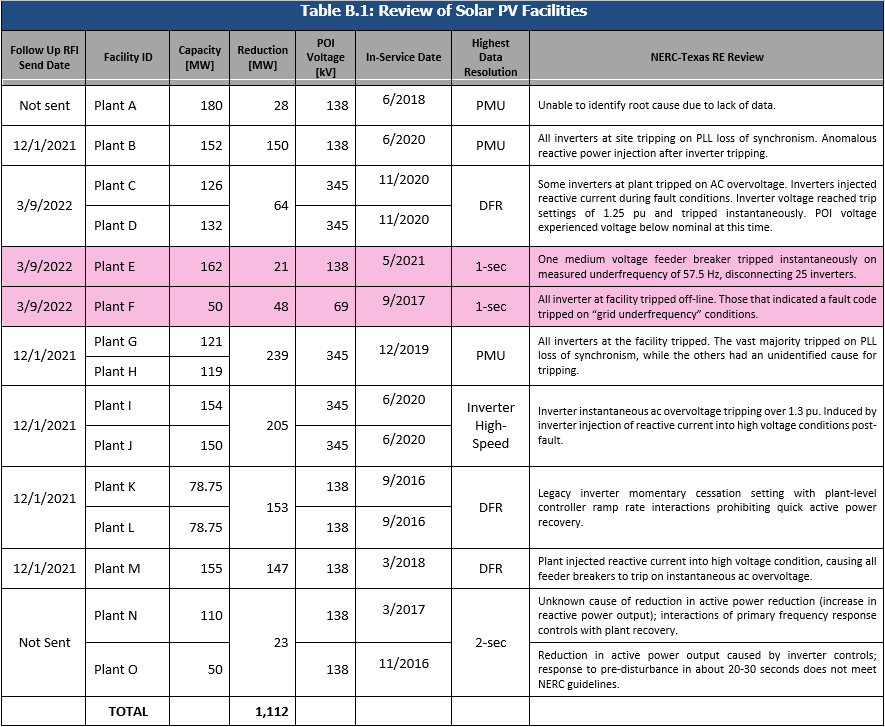 Table B.1: Review of Solar PV Facilities
Follow Up RFI
Send Date
Facility ID
Capacity
[MW]
Reduction
[MW]
POI
Voltage
[kV]
In-Service Date
Highest
Data
Resolution
NERC-Texas RE Review
Not sent
Plant A
180
28
138
6/2018
PMU
Unable to identify root cause due to lack of data.
12/1/2021
Plant B
152
150
138
6/2020
PMU
All inverters at site tripping on PLL loss of synchronism. Anomalous
reactive power injection after inverter tripping.
3/9/2022
Plant C
126
64
345
11/2020
DFR
Some inverters at plant tripped on AC overvoltage. Inverters injected
reactive current during fault conditions. Inverter voltage reached trip
settings of 1.25 pu and tripped instantaneously. POI voltage
experienced voltage below nominal at this time.
Plant D
132
345
11/2020
3/9/2022
Plant E
162
21
138
5/2021
1-sec
One medium voltage feeder breaker tripped instantaneously on
measured underfrequency of 57.5 Hz, disconnecting 25 inverters.
3/9/2022
Plant F
50
48
69
9/2017
1-sec
All inverter at facility tripped off-line. Those that indicated a fault code
tripped on “grid underfrequency” conditions.
12/1/2021
Plant G
121
239
345
12/2019
PMU
All inverters at the facility tripped. The vast majority tripped on PLL
loss of synchronism, while the others had an unidentified cause for
tripping.
Plant H
119
12/1/2021
Plant I
154
205
345
6/2020
Inverter
High-
Speed
Inverter instantaneous ac overvoltage tripping over 1.3 pu. Induced by
inverter injection of reactive current into high voltage conditions post-
fault.
Plant J
150
345
6/2020
12/1/2021
Plant K
78.75
153
138
9/2016
DFR
Legacy inverter momentary cessation setting with plant-level
controller ramp rate interactions prohibiting quick active power
recovery.
Plant L
78.75
138
9/2016
12/1/2021
Plant M
155
147
138
3/2018
DFR
Plant injected reactive current into high voltage condition, causing all
feeder breakers to trip on instantaneous ac overvoltage.
Not Sent
Plant N
110
23
138
3/2017
2-sec
Unknown cause of reduction in active power reduction (increase in
reactive power output); interactions of primary frequency response
controls with plant recovery.
Plant O
50
138
11/2016
Reduction in active power output caused by inverter controls;
response to pre-disturbance in about 20-30 seconds does not meet
NERC guidelines.
TOTAL
1,112